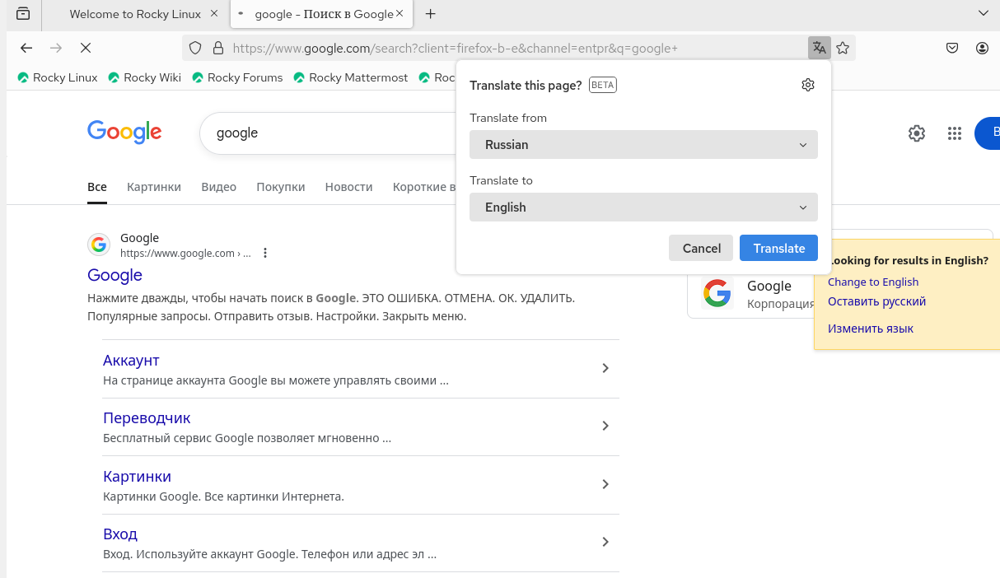 Welcome to Rocky Linux
google - Поиск в Google
https://www.google.com/search?client=firefox-b-e&channel=entpr&q=google+
Rocky Linux
Rocky Wiki
Rocky Forums
Rocky Mattermost
Roc
Translate this page? BETA
Translate from
Russian
Translate to
English
Cancel
Translate
Google
google
Все
Картинки
Видео
Покупки
Новости
Короткие в
Google
https://www.google.com › ...
Google
Нажмите дважды, чтобы начать поиск в Google. ЭТО ОШИБКА. ОТМЕНА. ОК. УДАЛИТЬ.
Популярные запросы. Отправить отзыв. Настройки. Закрыть меню.
Аккаунт
На странице аккаунта Google вы можете управлять своими ...
Переводчик
Бесплатный сервис Google позволяет мгновенно ...
Картинки
Картинки Google. Все картинки Интернета.
Вход
Вход. Используйте аккаунт Google. Телефон или адрес эл ...
Google
Корпорация
ooking for results in English?
Change to English
Оставить русский
Изменить язык